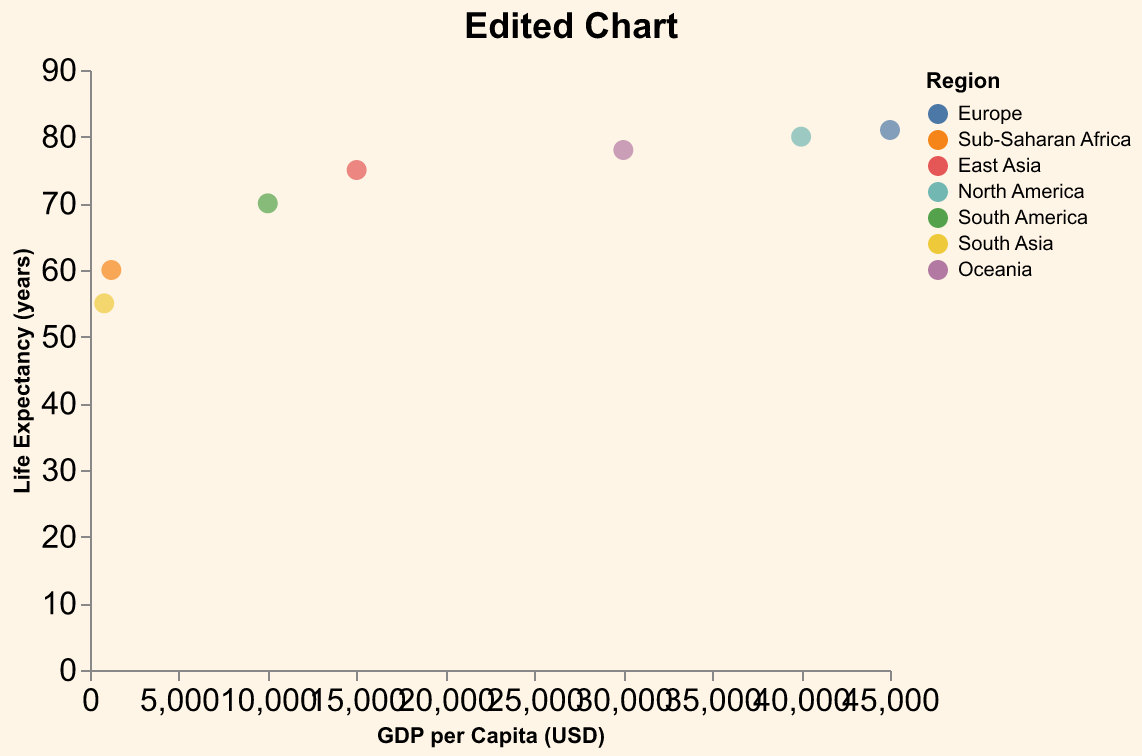 Edited Chart
90
80
70
60
50
40
30
20
10
0
Life Expectancy (years)
0 5,000 10,000 15,000 20,000 25,000 30,000 35,000 40,000 45,000
GDP per Capita (USD)
Region
Europe
Sub-Saharan Africa
East Asia
North America
South America
South Asia
Oceania